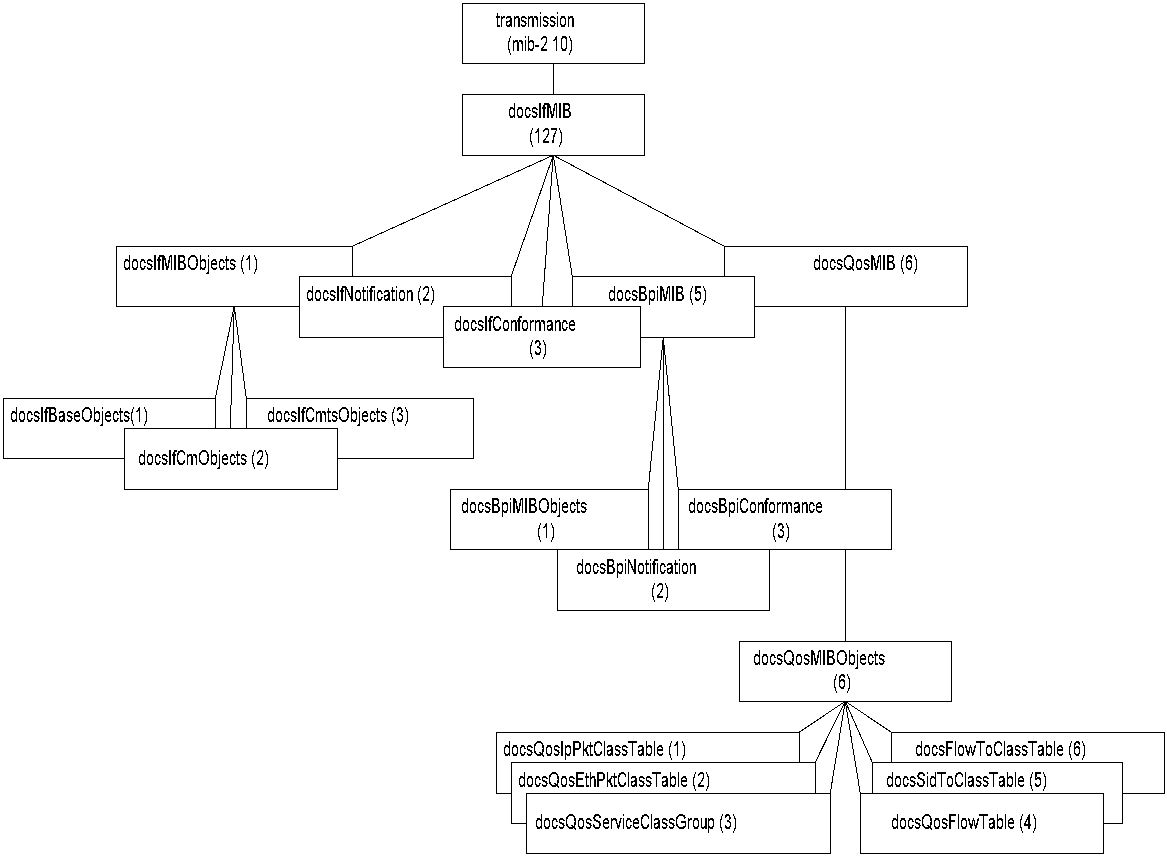 transmission
(mib-2 10)
docsIfMIB
(127)
docsIfMIBObjects (1)
docsQosMIB (6)
docsIfNotification (2)
docsBpiMIB (5)
docsIfConformance
(3)
docsIfBaseObjects(1)
docsIfCmtsObjects (3)
docsIfCmObjects (2)
docsBpiMIBObjects
(1)
docsBpiConformance
(3)
docsBpiNotification
(2)
docsQosMIBObjects
(6)
docsQosIpPktClassTable (1)
docsFlowToClassTable (6)
docsQosEthPktClassTable (2)
docsSidToClassTable (5)
docsQosServiceClassGroup (3)
docsQosFlowTable (4)